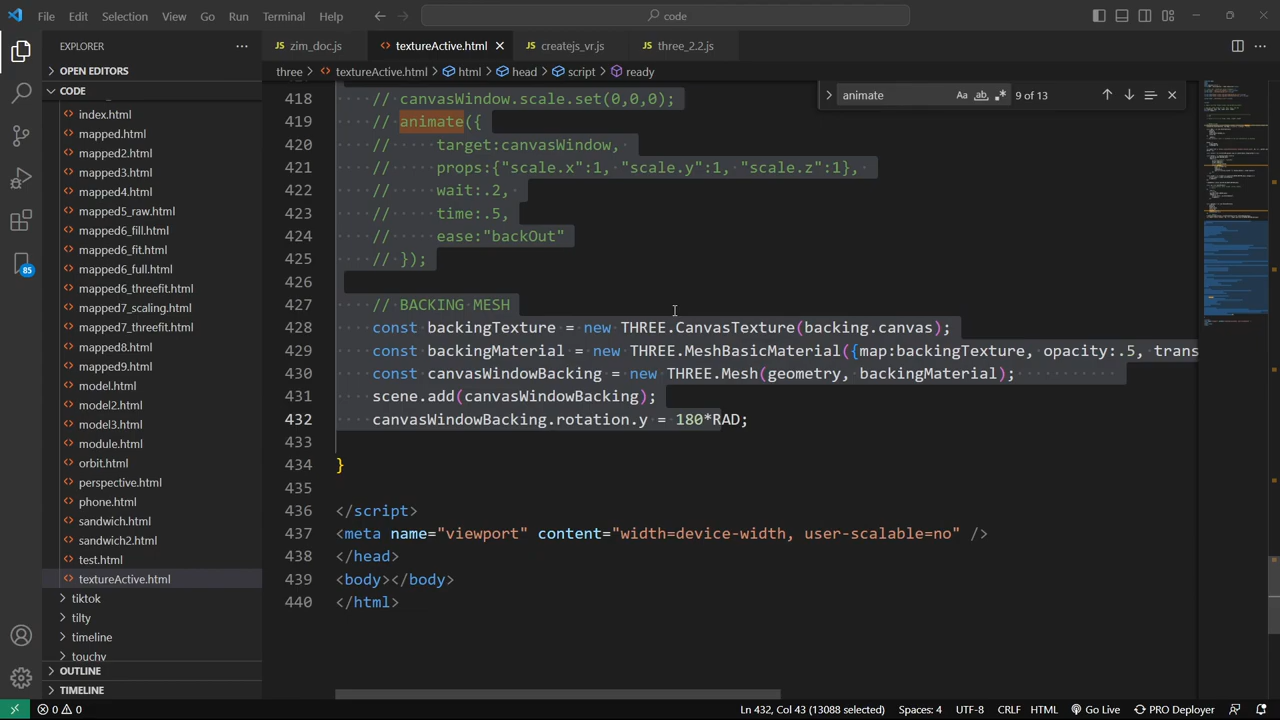 File Edit Selection View Go Run Terminal Help
code
EXPLORER
zim_doc.js
textureActive.html
createjs_vr.js
three_2.2.js
three
textureActive.html
html
head
script
ready
OPEN EDITORS
CODE
index.html
mapped.html
mapped2.html
mapped3.html
mapped4.html
mapped5_raw.html
mapped6_fill.html
mapped6_fit.html
mapped6_full.html
mapped6_threefit.html
mapped7_scaling.html
mapped7_threefit.html
mapped8.html
mapped9.html
model.html
model2.html
model3.html
module.html
orbit.html
perspective.html
phone.html
sandwich.html
sandwich2.html
test.html
textureActive.html
tiktok
tilty
timeline
touchy
OUTLINE
TIMELINE
85
animate
9 of 13
418 // canvasWindow.scale.set(0,0,0);
419 // animate({
420 // target:canvasWindow,
421 // props:{"scale.x":1, "scale.y":1, "scale.z":1},
422 // wait:.2,
423 // time:.5,
424 // ease:"backOut"
425 // });
426
427 // BACKING MESH
428 const backingTexture = new THREE.CanvasTexture(backing.canvas);
429 const backingMaterial = new THREE.MeshBasicMaterial({map:backingTexture, opacity:.5, trans
430 const canvasWindowBacking = new THREE.Mesh(geometry, backingMaterial);
431 scene.add(canvasWindowBacking);
432 canvasWindowBacking.rotation.y = 180*RAD;
433
434 }
435
436 </script>
437 <meta name="viewport" content="width=device-width, user-scalable=no" />
438 </head>
439 <body></body>
440 </html>
0 0
Ln 432, Col 43 (13088 selected) Spaces: 4 UTF-8 CRLF HTML Go Live PRO Deployer